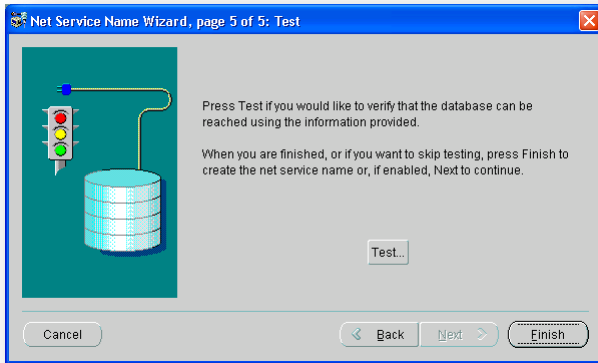 Net Service Name Wizard, page 5 of 5: Test
Press Test if you would like to verify that the database can be
reached using the information provided.
When you are finished, or if you want to skip testing, press Finish to
create the net service name or, if enabled, Next to continue.
Test...
Cancel
Back
Next
Finish